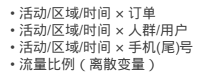 • 活动/区域/时间 × 订单
• 活动/区域/时间 × 人群/用户
• 活动/区域/时间 × 手机(尾)号
• 流量比例（离散变量）